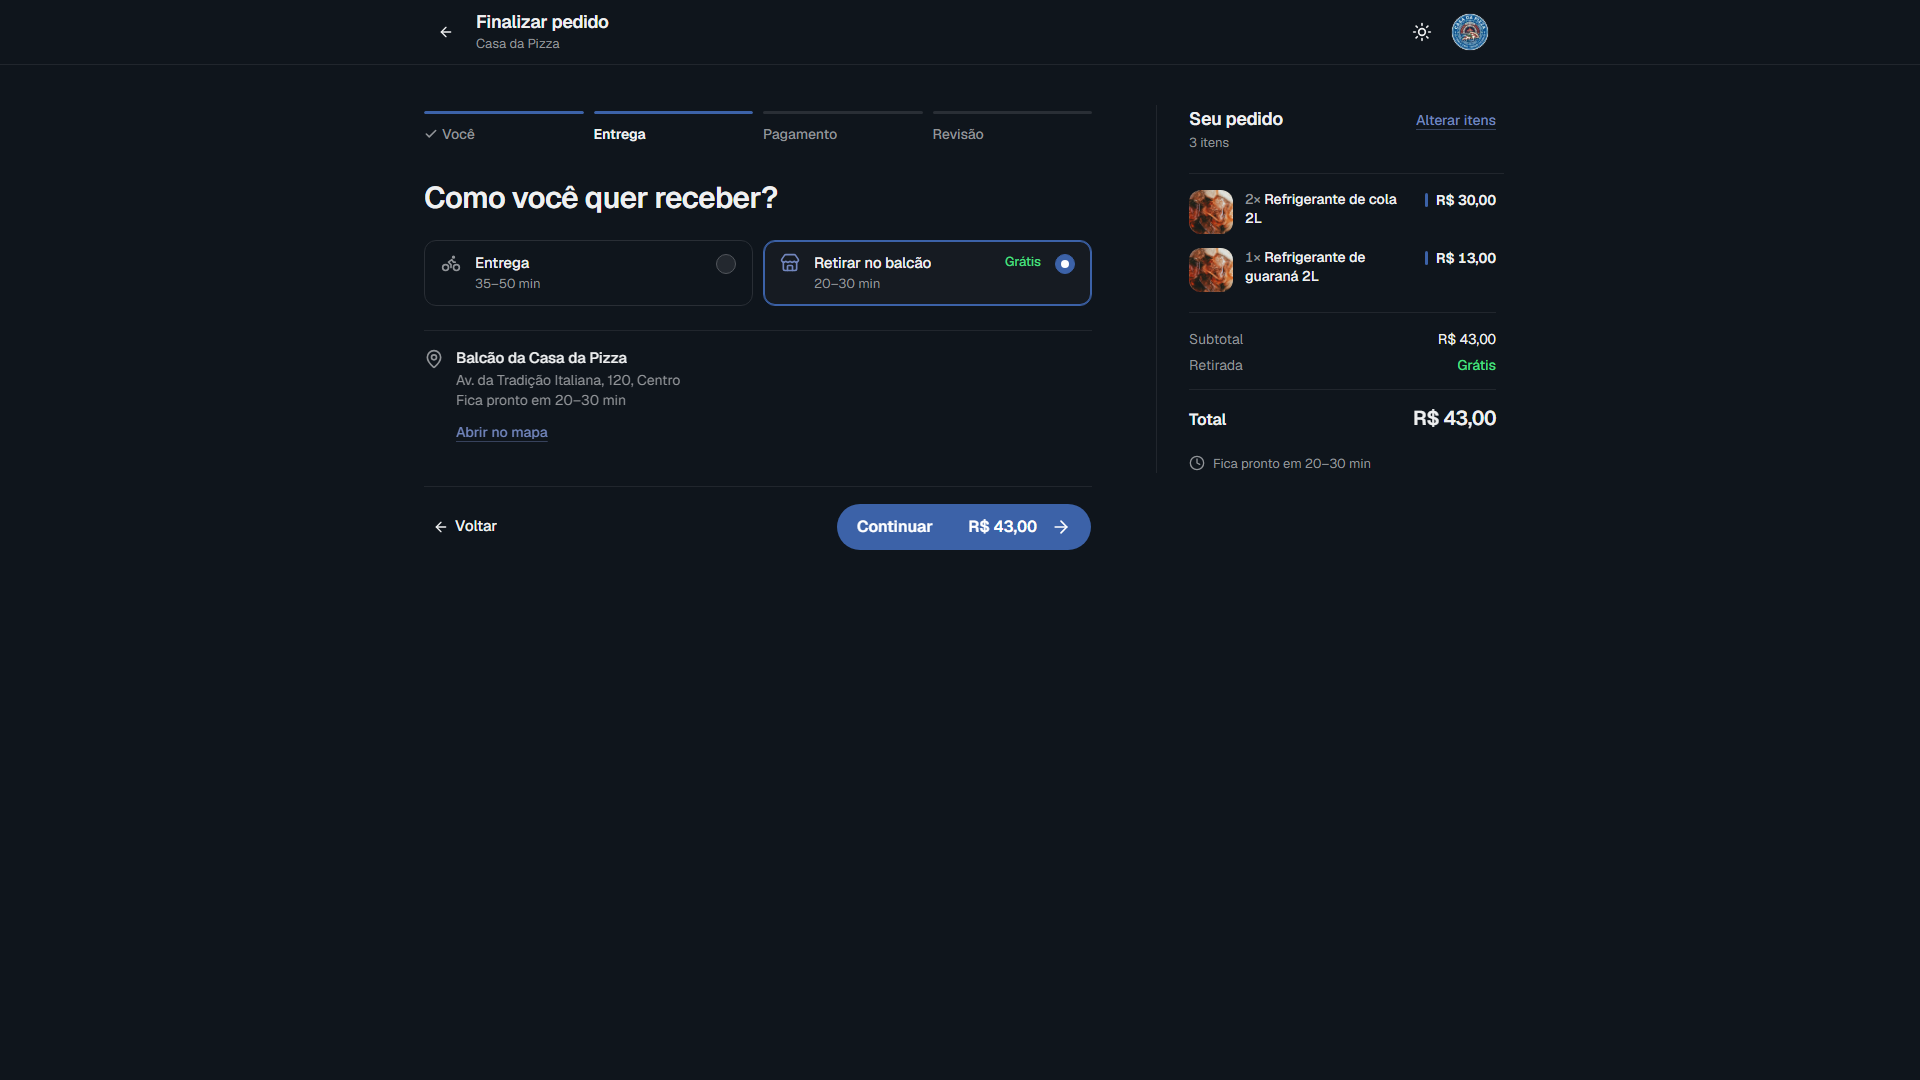 Finalizar pedido
Casa da Pizza
Você
Entrega
Pagamento
Revisão
Como você quer receber?
Entrega
35–50 min
Retirar no balcão
Grátis
20–30 min
Balcão da Casa da Pizza
Av. da Tradição Italiana, 120, Centro
Fica pronto em 20–30 min
Abrir no mapa
Voltar
Continuar R$ 43,00
Seu pedido
Alterar itens
3 itens
2× Refrigerante de cola
2L
R$ 30,00
1× Refrigerante de
guaraná 2L
R$ 13,00
Subtotal R$ 43,00
Retirada Grátis
Total R$ 43,00
Fica pronto em 20–30 min